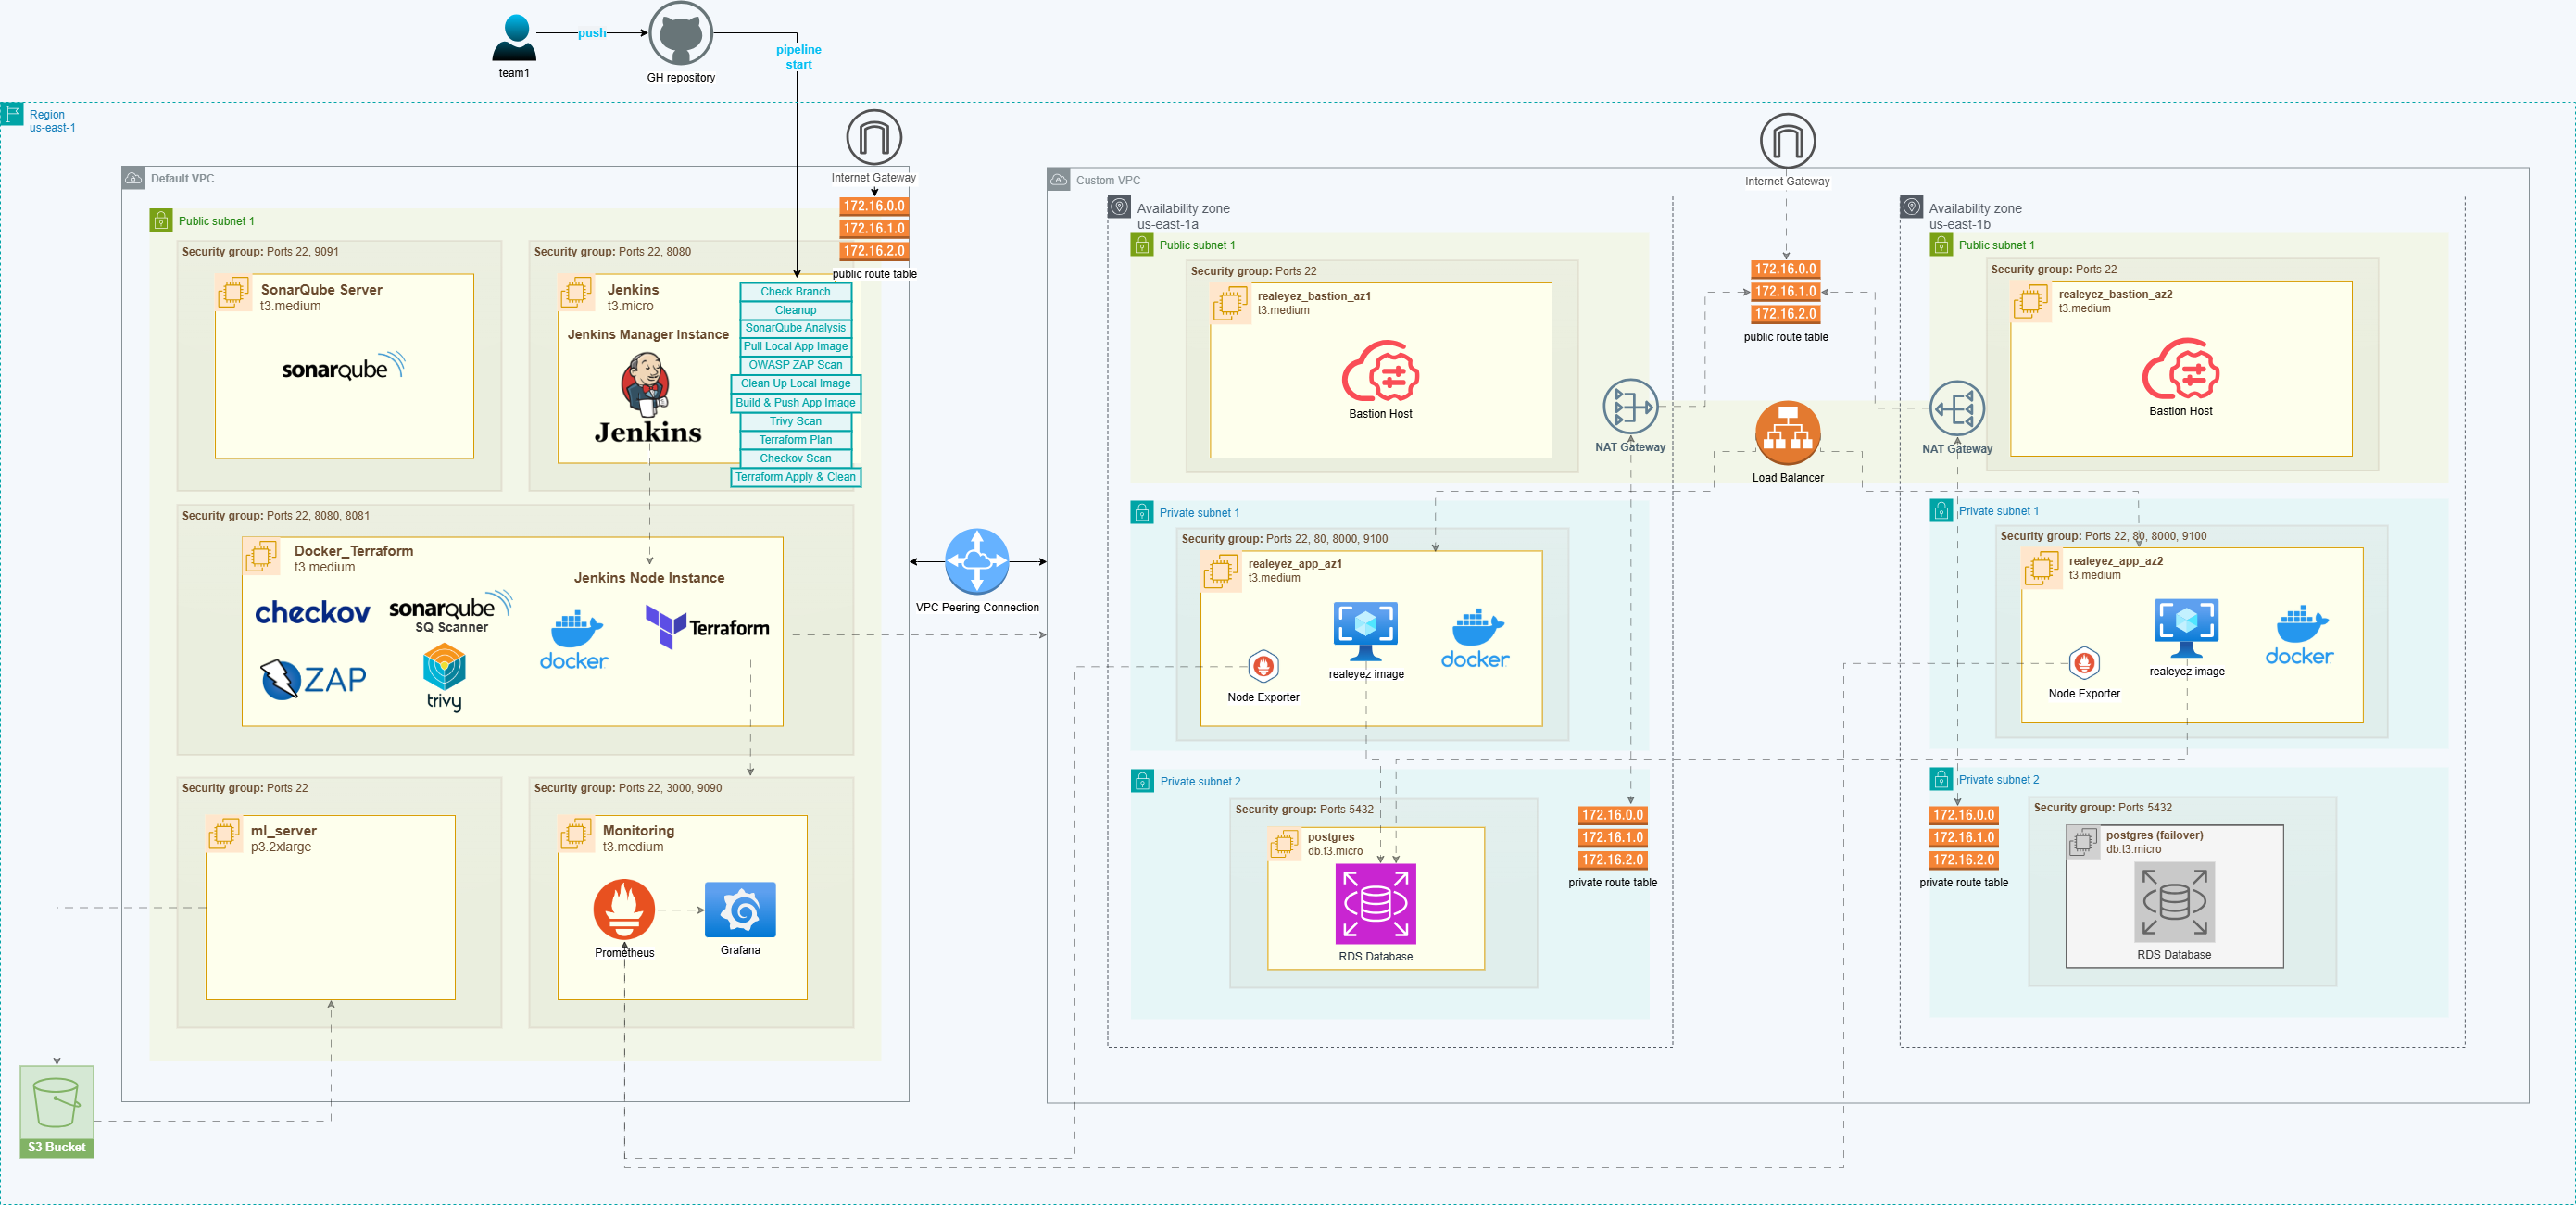 team1
push
GH repository
pipeline
start
Region
us-east-1
Internet Gateway
172.16.0.0
172.16.1.0
172.16.2.0
public route table
Default VPC
Public subnet 1
Security group: Ports 22, 9091
SonarQube Server
t3.medium
sonarqube
Security group: Ports 22, 8080
Jenkins
t3.micro
Jenkins Manager Instance
Jenkins
Check Branch
Cleanup
SonarQube Analysis
Pull Local App Image
OWASP ZAP Scan
Clean Up Local Image
Build & Push App Image
Trivy Scan
Terraform Plan
Checkov Scan
Terraform Apply & Clean
Security group: Ports 22, 8080, 8081
Docker_Terraform
t3.medium
Jenkins Node Instance
checkov
sonarqube
SQ Scanner
docker
Terraform
ZAP
trivy
Security group: Ports 22
ml_server
p3.2xlarge
Security group: Ports 22, 3000, 9090
Monitoring
t3.medium
Prometheus
Grafana
S3 Bucket
VPC Peering Connection
Custom VPC
Internet Gateway
172.16.0.0
172.16.1.0
172.16.2.0
public route table
Load Balancer
Availability zone
us-east-1a
Public subnet 1
Security group: Ports 22
realeyez_bastion_az1
t3.medium
Bastion Host
NAT Gateway
Private subnet 1
Security group: Ports 22, 80, 8000, 9100
realeyez_app_az1
t3.medium
Node Exporter
realeyez image
docker
Private subnet 2
Security group: Ports 5432
postgres
db.t3.micro
RDS Database
172.16.0.0
172.16.1.0
172.16.2.0
private route table
Availability zone
us-east-1b
Public subnet 1
Security group: Ports 22
realeyez_bastion_az2
t3.medium
Bastion Host
NAT Gateway
Private subnet 1
Security group: Ports 22, 80, 8000, 9100
realeyez_app_az2
t3.medium
Node Exporter
realeyez image
docker
Private subnet 2
172.16.0.0
172.16.1.0
172.16.2.0
private route table
Security group: Ports 5432
postgres (failover)
db.t3.micro
RDS Database